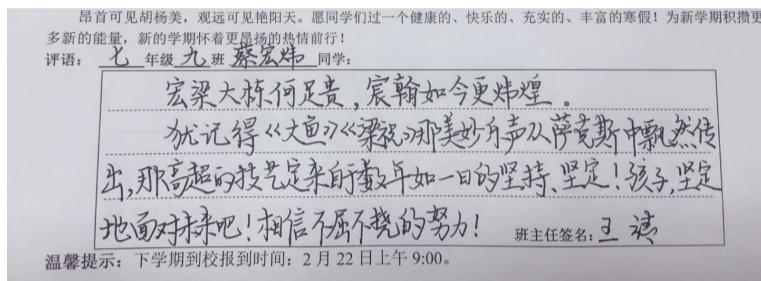 昂首可见胡杨美，观远可见艳阳天。愿同学们过一个健康的、快乐的、充实的、丰富的寒假！为新学期积攒更
多新的能量，新的学期怀着更昂扬的热情前行！
评语：七年级九班蔡宏炜同学：
宏梁大栋何足贵，宸翰如今更炜煌。
犹记得《大鱼》《梁祝》那美妙的声从萨克斯中飘然传
出，那高超的技艺定来自于数年如一日的坚持、坚定！孩子，坚定
地面对未来吧！相信不屈不挠的努力！
班主任签名：王涛
温馨提示：下学期到校报到时间：2月22日上午9:00。